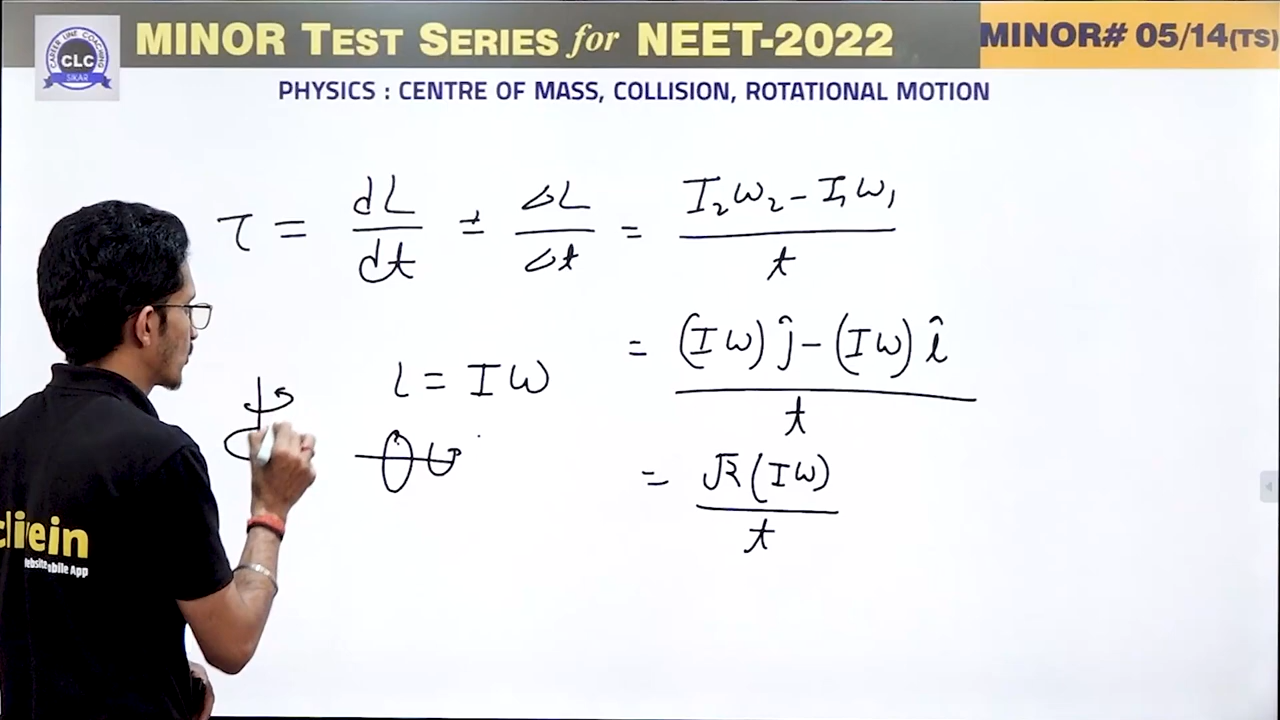 MINOR TEST SERIES for NEET-2022
MINOR# 05/14(TS)
CAREER LINE COACHING
CLC
SIKAR
PHYSICS : CENTRE OF MASS, COLLISION, ROTATIONAL MOTION
τ = dL/dt = ΔL/Δt = (I₂ω₂ - I₁ω₁)/t
= ((Iω)ĵ - (Iω)î)/t
L = Iω
= √2(Iω)/t